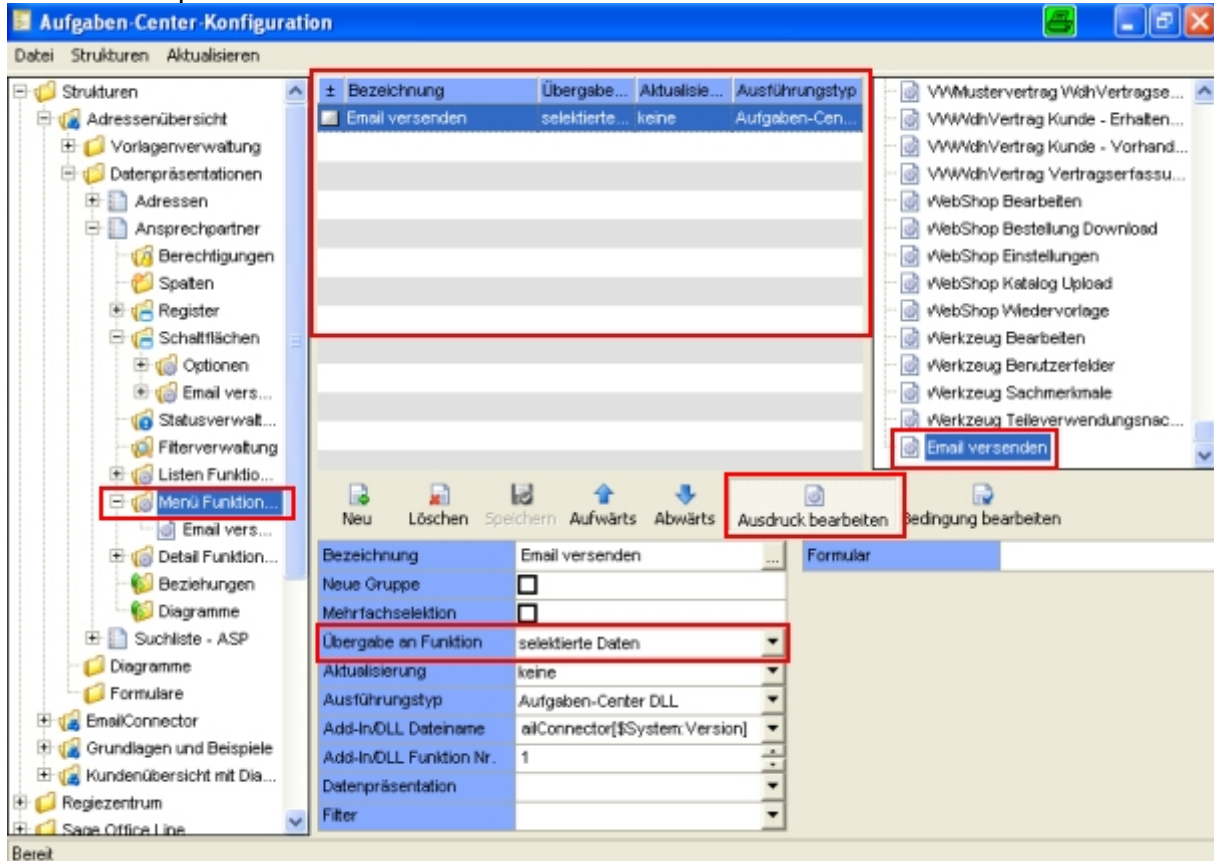 Aufgaben-Center-Konfiguration
Datei Strukturen Aktualisieren
Strukturen
Adressenübersicht
Vorlagenverwaltung
Datenpräsentationen
Adressen
Ansprechpartner
Berechtigungen
Spalten
Register
Schaltflächen
Optionen
Email vers...
Statusverwalt...
Filterverwaltung
Listen Funktio...
Menü Funktion...
Email vers...
Detail Funktion...
Beziehungen
Diagramme
Suchliste - ASP
Diagramme
Formulare
EmailConnector
Grundlagen und Beispiele
Kundenübersicht mit Dia...
Regiezentrum
Sage Office Line
± Bezeichnung Übergabe... Aktualisie... Ausführungstyp
Email versenden selektierte... keine Aufgaben-Cen...
VWMustervertrag WdhVertragse...
VWWdhVertrag Kunde - Erhalten...
VWWdhVertrag Kunde - Vorhand...
VWWdhVertrag Vertragserfassu...
WebShop Bearbeiten
WebShop Bestellung Download
WebShop Einstellungen
WebShop Katalog Upload
WebShop Wiedervorlage
Werkzeug Bearbeiten
Werkzeug Benutzerfelder
Werkzeug Sachmerkmale
Werkzeug Teileverwendungsnac...
Email versenden
Neu Löschen Speichern Aufwärts Abwärts Ausdruck bearbeiten Bedingung bearbeiten
Bezeichnung Email versenden ...
Neue Gruppe
Mehrfachselektion
Übergabe an Funktion selektierte Daten
Aktualisierung keine
Ausführungstyp Aufgaben-Center DLL
Add-In/DLL Dateiname ailConnector[$System:Version]
Add-In/DLL Funktion Nr. 1
Datenpräsentation
Filter
Formular
Bereit